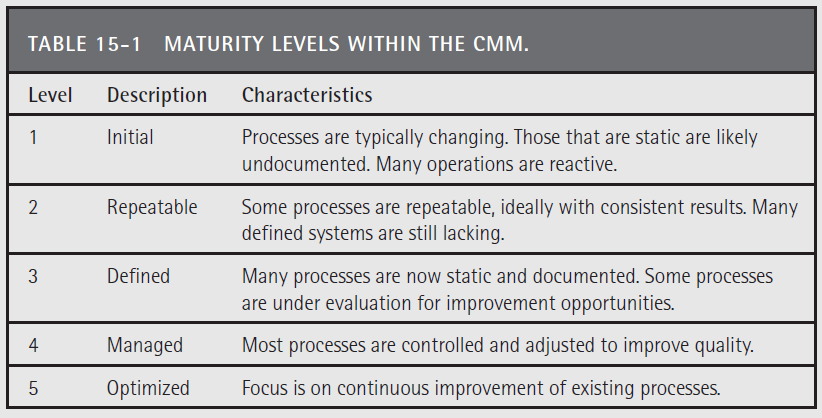 TABLE 15-1 MATURITY LEVELS WITHIN THE CMM.
Level Description Characteristics
1 Initial Processes are typically changing. Those that are static are likely
undocumented. Many operations are reactive.
2 Repeatable Some processes are repeatable, ideally with consistent results. Many
defined systems are still lacking.
3 Defined Many processes are now static and documented. Some processes
are under evaluation for improvement opportunities.
4 Managed Most processes are controlled and adjusted to improve quality.
5 Optimized Focus is on continuous improvement of existing processes.